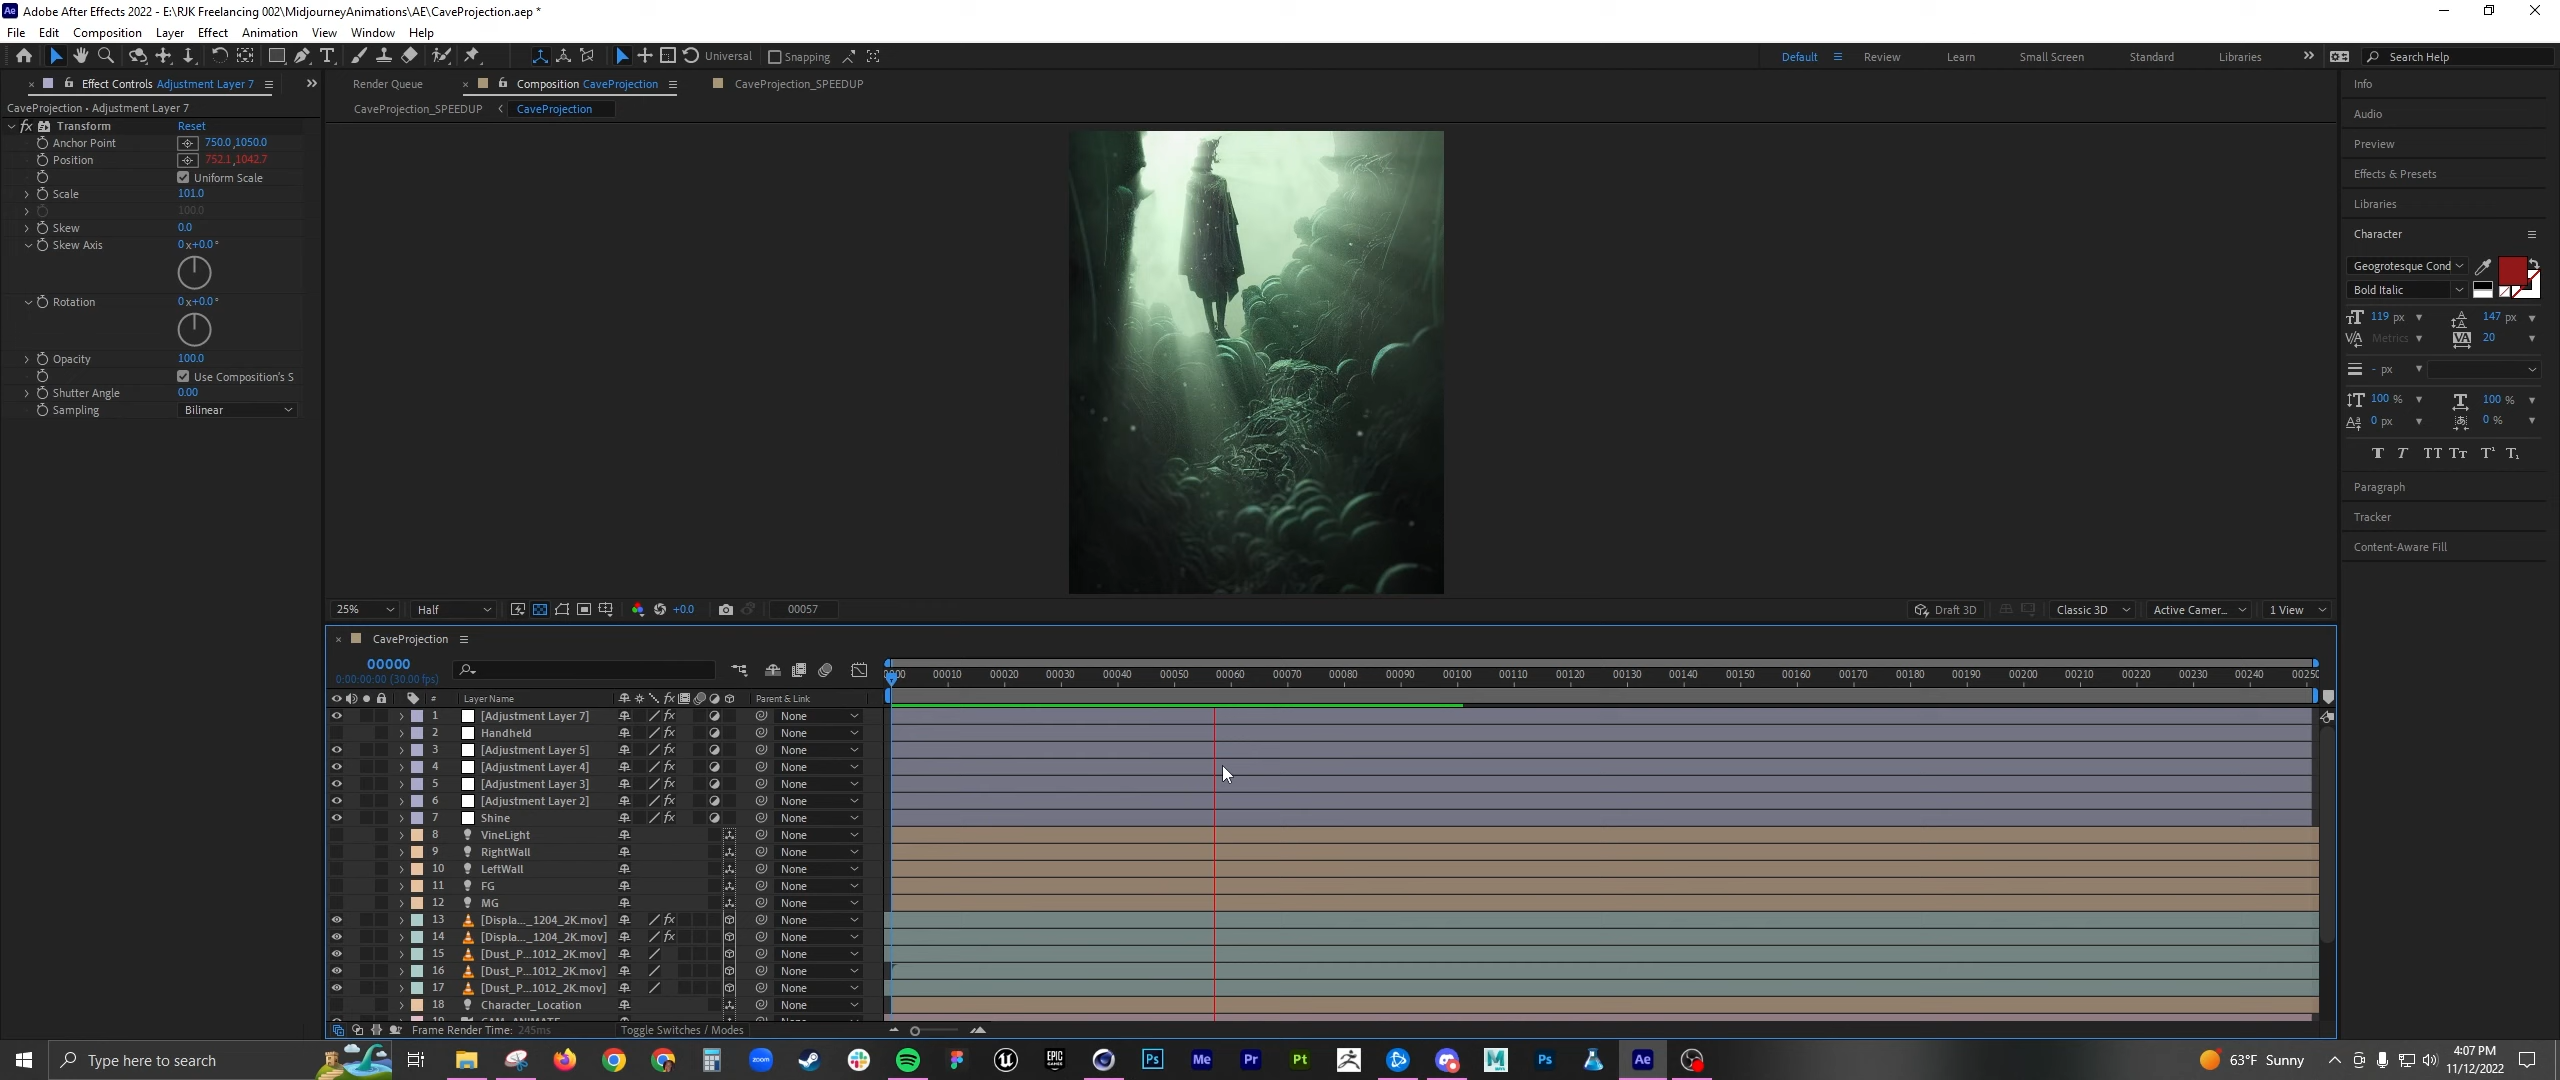 Adobe After Effects 2022 - E:\RJK Freelancing 002\MidjourneyAnimations\AE\CaveProjection.aep *
File Edit Composition Layer Effect Animation View Window Help
Universal Snapping Default Review Learn Small Screen Standard Libraries Search Help
Effect Controls Adjustment Layer 7
CaveProjection • Adjustment Layer 7
fx Transform Reset
Anchor Point 750.0,1050.0
Position 752.1,1042.7
Uniform Scale
Scale 101.0
100.0
Skew 0.0
Skew Axis 0x+0.0°
Rotation 0x+0.0°
Opacity 100.0
Use Composition's S
Shutter Angle 0.00
Sampling Bilinear
Render Queue Composition CaveProjection CaveProjection_SPEEDUP
CaveProjection_SPEEDUP < CaveProjection
25% Half +0.0 00057 Draft 3D Classic 3D Active Camer... 1 View
Info
Audio
Preview
Effects & Presets
Libraries
Character
Geogrotesque Cond
Bold Italic
119 px 147 px
Metrics 20
- px
100 % 100 %
0 px 0 %
Paragraph
Tracker
Content-Aware Fill
CaveProjection
00000
0:00:00:00 (30.00 fps)
0000 00010 00020 00030 00040 00050 00060 00070 00080 00090 00100 00110 00120 00130 00140 00150 00160 00170 00180 00190 00200 00210 00220 00230 00240 0025
# Layer Name Parent & Link
1 [Adjustment Layer 7] None
2 Handheld None
3 [Adjustment Layer 5] None
4 [Adjustment Layer 4] None
5 [Adjustment Layer 3] None
6 [Adjustment Layer 2] None
7 Shine None
8 VineLight None
9 RightWall None
10 LeftWall None
11 FG None
12 MG None
13 [Displa..._1204_2K.mov] None
14 [Displa..._1204_2K.mov] None
15 [Dust_P...1012_2K.mov] None
16 [Dust_P...1012_2K.mov] None
17 [Dust_P...1012_2K.mov] None
18 Character_Location None
Frame Render Time: 245ms Toggle Switches / Modes
Type here to search
63°F Sunny
4:07 PM
11/12/2022